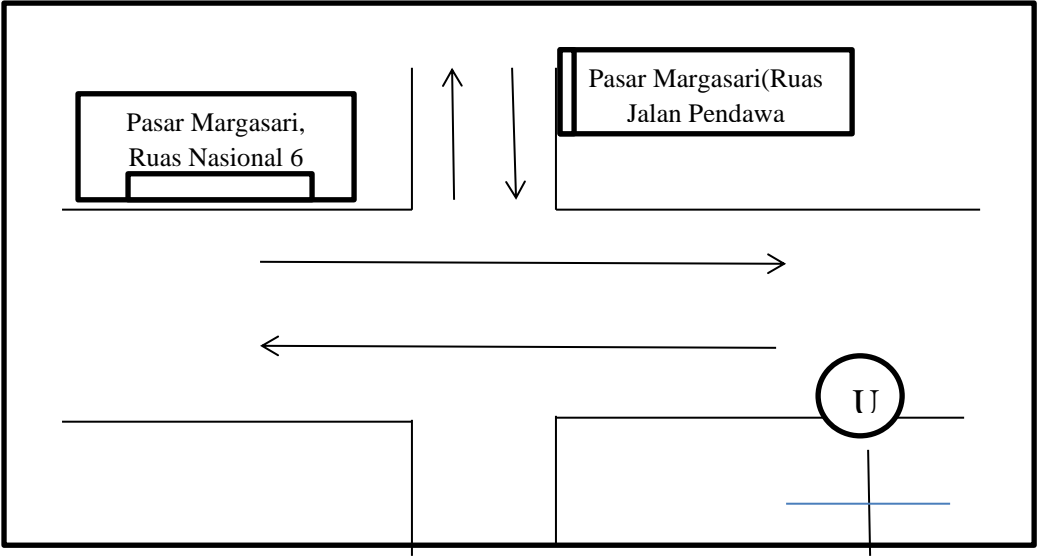 Pasar Margasari,
Ruas Nasional 6
Pasar Margasari(Ruas
Jalan Pendawa
U